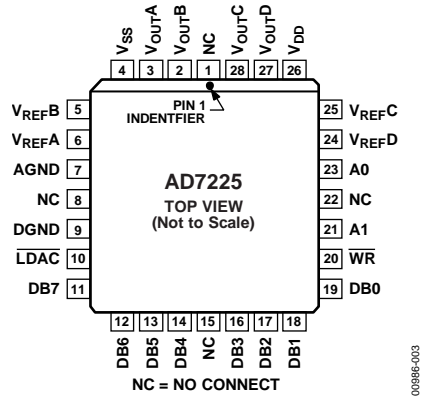 VSS VOUTA VOUTB NC VOUTC VOUTD VDD
4 3 2 1 28 27 26
PIN 1
INDENTFIER
VREFB 5
VREFA 6
AGND 7
NC 8
DGND 9
LDAC 10
DB7 11
AD7225
TOP VIEW
(Not to Scale)
25 VREFC
24 VREFD
23 A0
22 NC
21 A1
20 WR
19 DB0
12 13 14 15 16 17 18
DB6 DB5 DB4 NC DB3 DB2 DB1
NC = NO CONNECT
00986-003